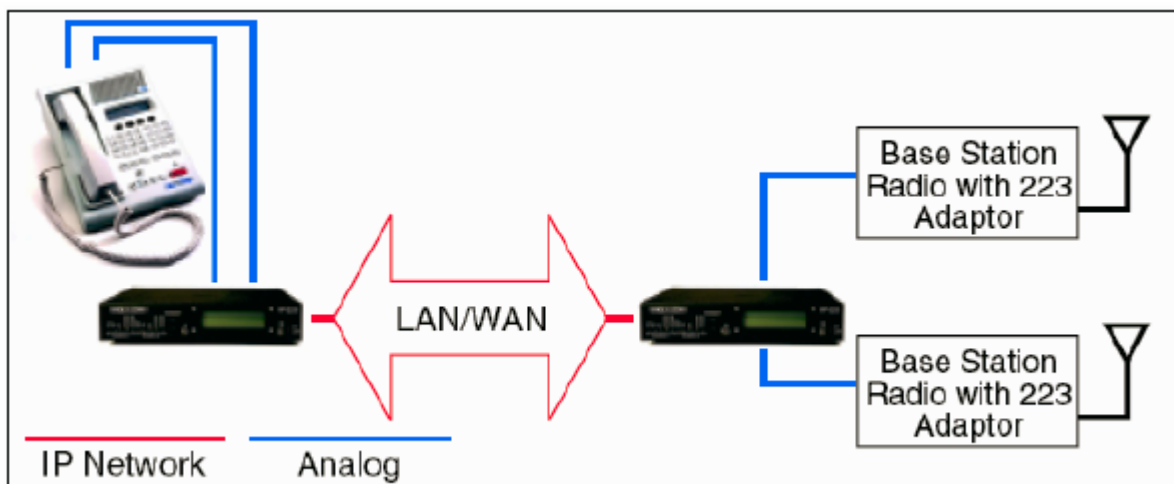 Base Station
Radio with 223
Adaptor
LAN/WAN
Base Station
Radio with 223
Adaptor
IP Network
Analog